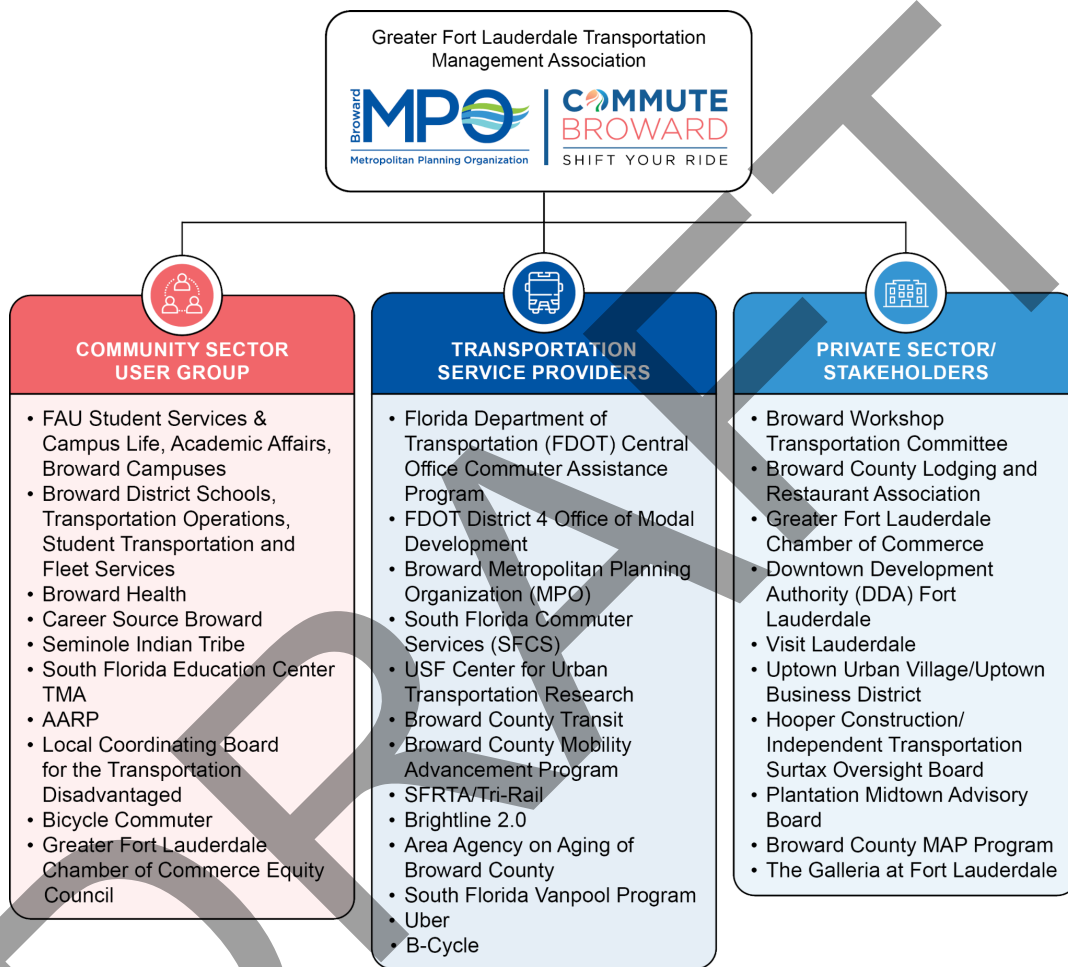 Greater Fort Lauderdale Transportation
Management Association
Broward
MPO
Metropolitan Planning Organization
COMMUTE
BROWARD
SHIFT YOUR RIDE
COMMUNITY SECTOR
USER GROUP
• FAU Student Services &
Campus Life, Academic Affairs,
Broward Campuses
• Broward District Schools,
Transportation Operations,
Student Transportation and
Fleet Services
• Broward Health
• Career Source Broward
• Seminole Indian Tribe
• South Florida Education Center
TMA
• AARP
• Local Coordinating Board
for the Transportation
Disadvantaged
• Bicycle Commuter
• Greater Fort Lauderdale
Chamber of Commerce Equity
Council
TRANSPORTATION
SERVICE PROVIDERS
• Florida Department of
Transportation (FDOT) Central
Office Commuter Assistance
Program
• FDOT District 4 Office of Modal
Development
• Broward Metropolitan Planning
Organization (MPO)
• South Florida Commuter
Services (SFCS)
• USF Center for Urban
Transportation Research
• Broward County Transit
• Broward County Mobility
Advancement Program
• SFRTA/Tri-Rail
• Brightline 2.0
• Area Agency on Aging of
Broward County
• South Florida Vanpool Program
• Uber
• B-Cycle
PRIVATE SECTOR/
STAKEHOLDERS
• Broward Workshop
Transportation Committee
• Broward County Lodging and
Restaurant Association
• Greater Fort Lauderdale
Chamber of Commerce
• Downtown Development
Authority (DDA) Fort
Lauderdale
• Visit Lauderdale
• Uptown Urban Village/Uptown
Business District
• Hooper Construction/
Independent Transportation
Surtax Oversight Board
• Plantation Midtown Advisory
Board
• Broward County MAP Program
• The Galleria at Fort Lauderdale
DRAFT